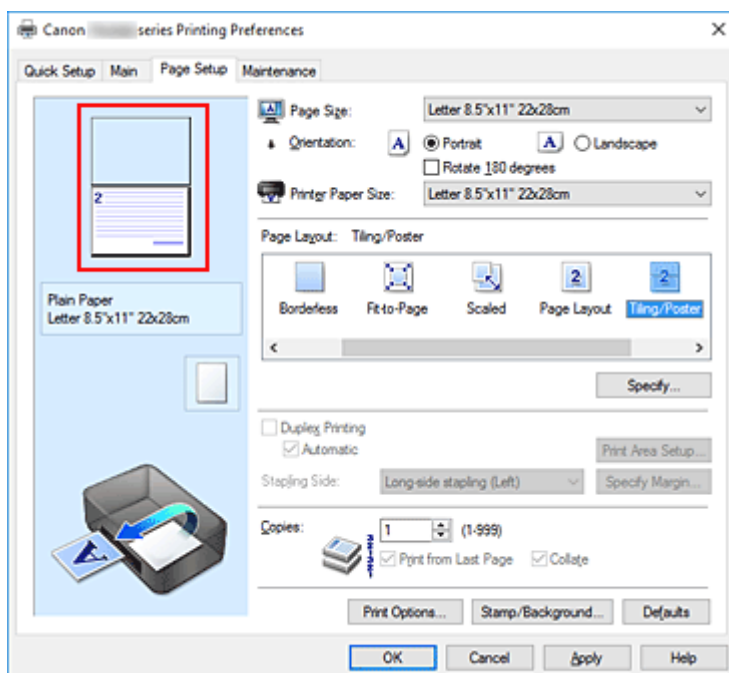 Canon series Printing Preferences
Quick Setup Main Page Setup Maintenance
2
Plain Paper
Letter 8.5"x11" 22x28cm
A
Page Size: Letter 8.5"x11" 22x28cm
Orientation: A Portrait A Landscape
Rotate 180 degrees
Printer Paper Size: Letter 8.5"x11" 22x28cm
Page Layout: Tiling/Poster
2 2
Borderless Fit-to-Page Scaled Page Layout Tiling/Poster
Specify...
Duplex Printing
Automatic Print Area Setup...
Stapling Side: Long-side stapling (Left) Specify Margin...
Copies: 1 (1-999)
Print from Last Page Collate
Print Options... Stamp/Background... Defaults
OK Cancel Apply Help